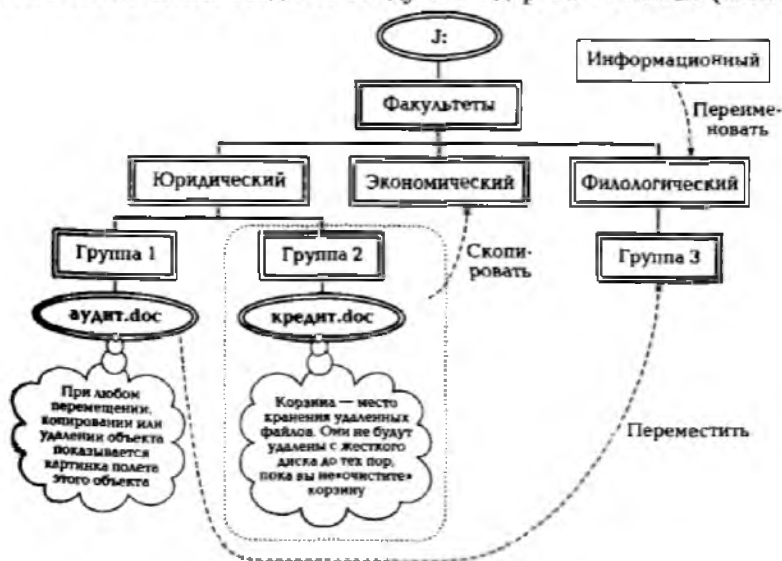 J:
Информационный
Факультеты
Переиме-
новать
Юридический
Экономический
Филологический
Группа 1
Группа 2
Скопи-
ровать
Группа 3
аудит.doc
кредит.doc
При любом
перемещении,
копировании или
удалении объекта
показывается
картинка полета
этого объекта
Корзина — место
хранения удаленных
файлов. Они не будут
удалены с жесткого
диска до тех пор,
пока вы не «очистите»
корзину
Переместить